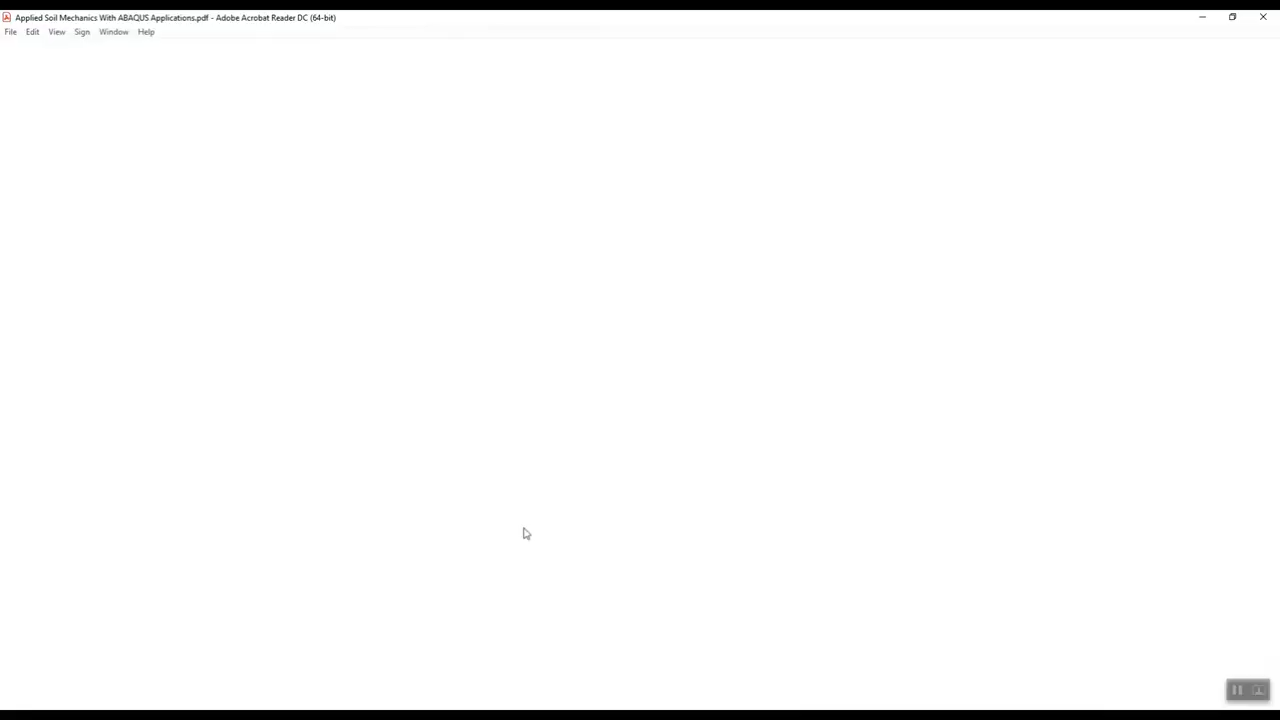 Applied Soil Mechanics With ABAQUS Applications.pdf - Adobe Acrobat Reader DC (64-bit)
File Edit View Sign Window Help